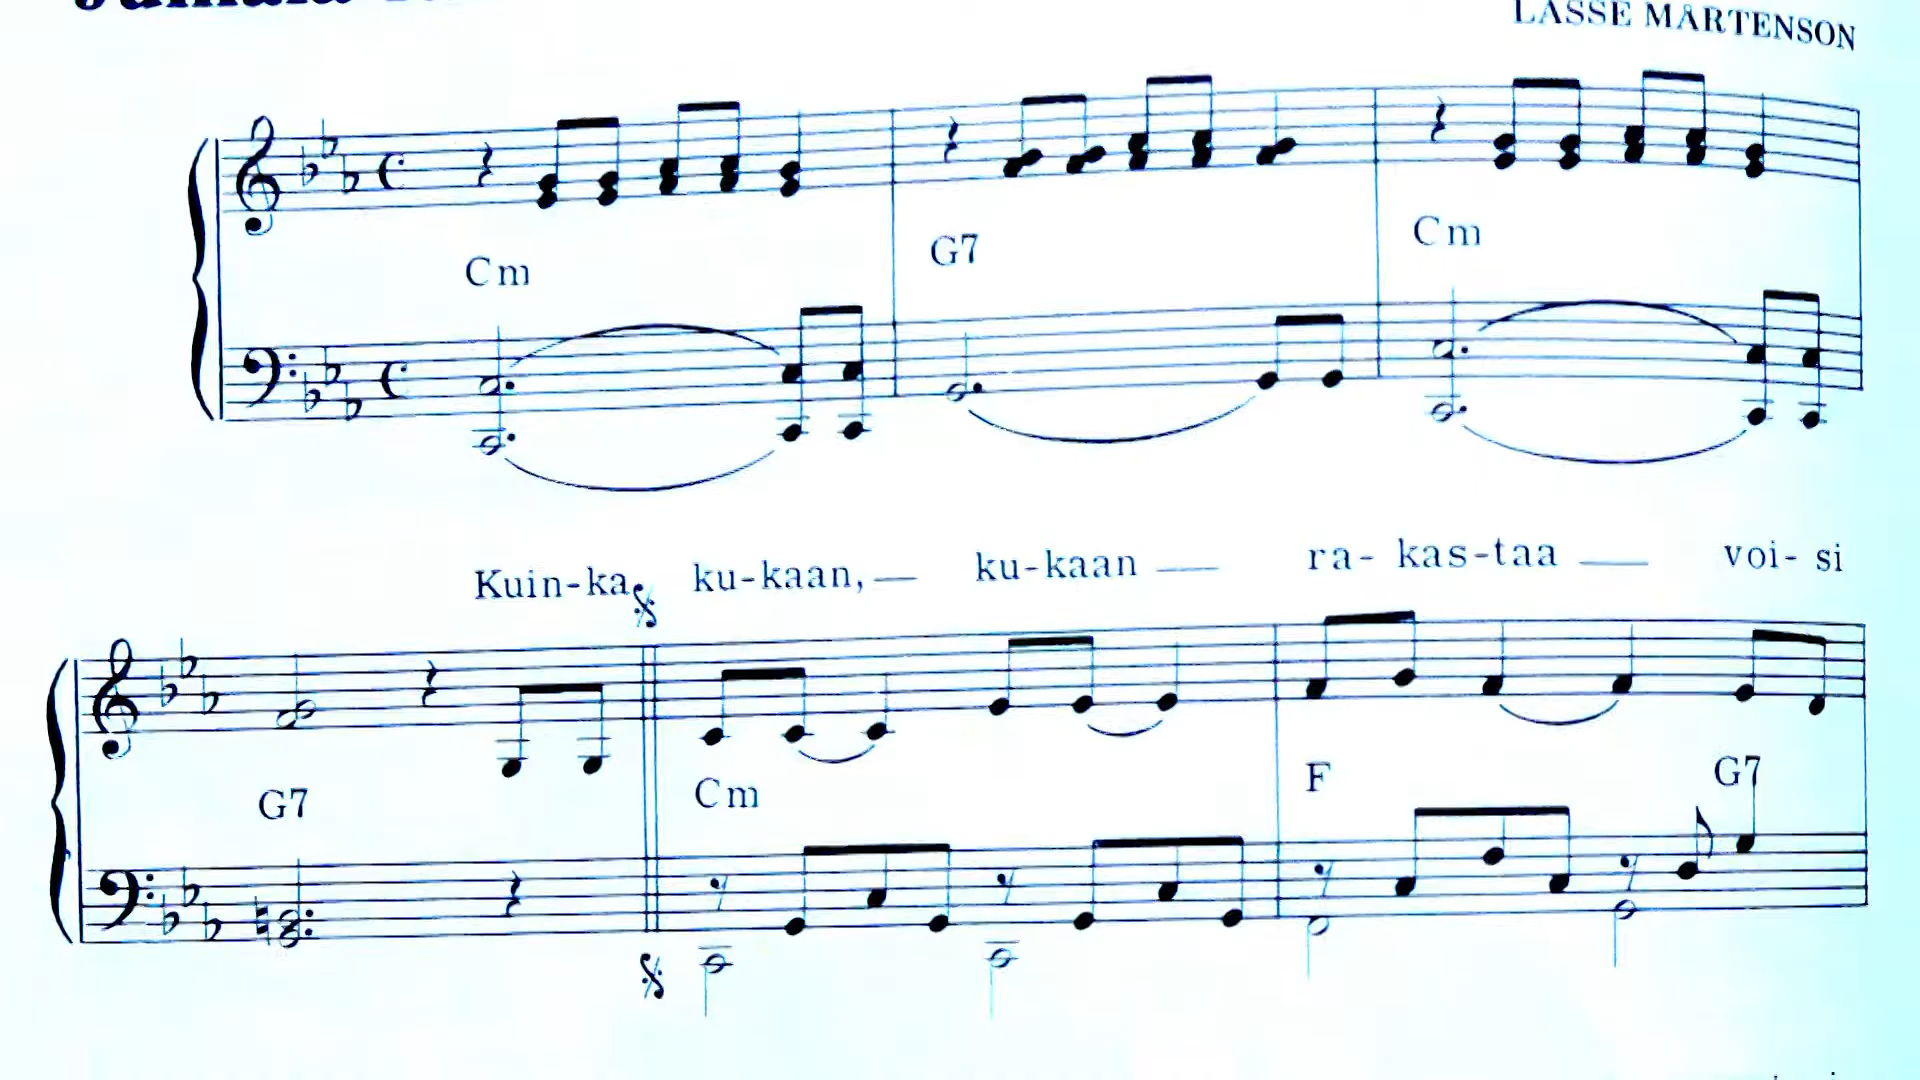 LASSE MÅRTENSON
Cm G7 Cm
Kuin-ka ku-kaan, ku-kaan ra- kas-taa voi- si
G7 Cm F G7